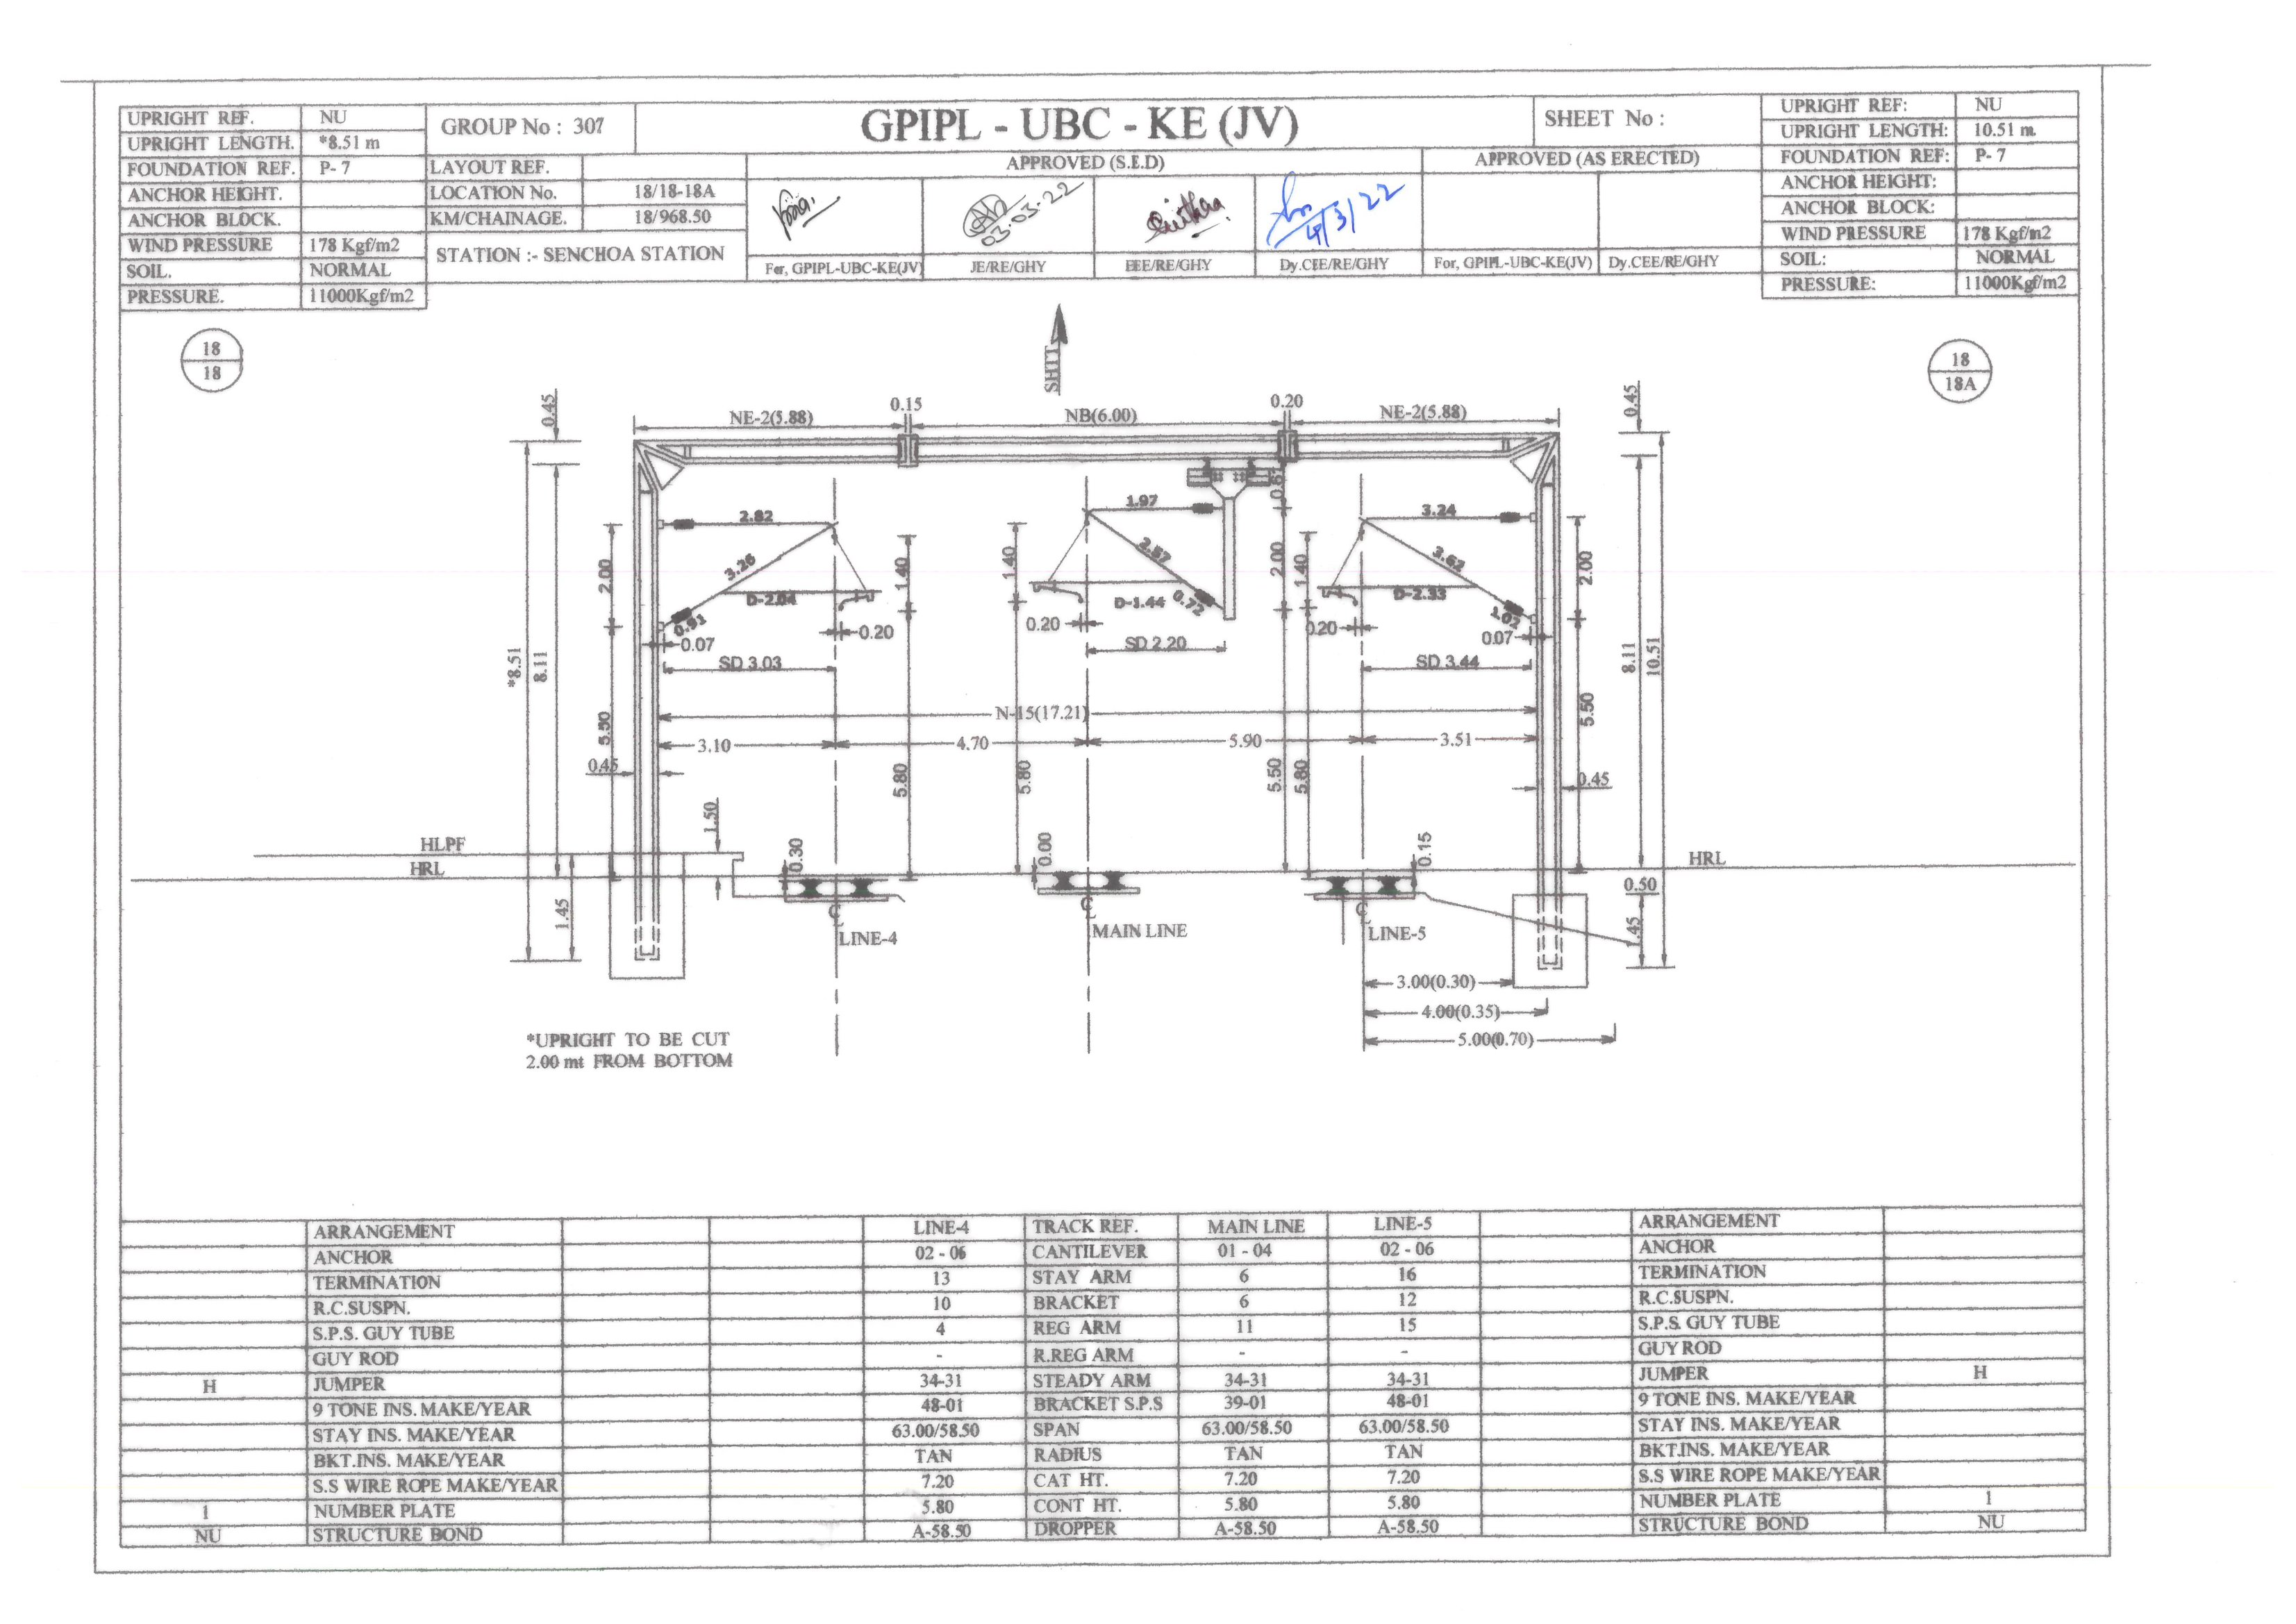 UPRIGHT REF. NU
UPRIGHT LENGTH. *8.51 m
FOUNDATION REF. P- 7
ANCHOR HEIGHT.
ANCHOR BLOCK.
WIND PRESSURE 178 Kgf/m2
SOIL. NORMAL
PRESSURE. 11000Kgf/m2
GROUP No : 307
LAYOUT REF.
LOCATION No. 18/18-18A
KM/CHAINAGE. 18/968.50
STATION :- SENCHOA STATION
GPIPL - UBC - KE (JV)
SHEET No :
APPROVED (S.E.D)
APPROVED (AS ERECTED)
03.03.22
4/3/22
For, GPIPL-UBC-KE(JV) JE/RE/GHY EEE/RE/GHY Dy.CEE/RE/GHY For, GPIPL-UBC-KE(JV) Dy.CEE/RE/GHY
UPRIGHT REF: NU
UPRIGHT LENGTH: 10.51 m
FOUNDATION REF: P- 7
ANCHOR HEIGHT:
ANCHOR BLOCK:
WIND PRESSURE 178 Kgf/m2
SOIL: NORMAL
PRESSURE: 11000Kgf/m2
18
18
18
18A
SHTT
0.45
NE-2(5.88)
0.15
NB(6.00)
0.20
NE-2(5.88)
0.45
2.82
3.26
D-2.04
0.91
0.07
SD 3.03
0.20
2.00
1.40
1.97
2.57
D-1.44
0.72
0.20
SD 2.20
1.40
2.00
1.40
3.24
3.62
D-2.33
1.02
0.20
0.07
SD 3.44
2.00
*8.51
8.11
8.11
10.51
N-15(17.21)
3.10
4.70
5.90
3.51
5.50
5.80
5.80
5.50
5.80
5.50
0.45
0.45
1.50
0.30
0.00
0.15
HLPF
HRL
HRL
1.45
0.50
.45
C
L
LINE-4
C
L
MAIN LINE
C
L
LINE-5
3.00(0.30)
4.00(0.35)
5.00(0.70)
*UPRIGHT TO BE CUT
2.00 mt FROM BOTTOM
ARRANGEMENT LINE-4 TRACK REF. MAIN LINE LINE-5 ARRANGEMENT
ANCHOR 02 - 06 CANTILEVER 01 - 04 02 - 06 ANCHOR
TERMINATION 13 STAY ARM 6 16 TERMINATION
R.C.SUSPN. 10 BRACKET 6 12 R.C.SUSPN.
S.P.S. GUY TUBE 4 REG ARM 11 15 S.P.S. GUY TUBE
GUY ROD - R.REG ARM - - GUY ROD
H JUMPER 34-31 STEADY ARM 34-31 34-31 JUMPER H
9 TONE INS. MAKE/YEAR 48-01 BRACKET S.P.S 39-01 48-01 9 TONE INS. MAKE/YEAR
STAY INS. MAKE/YEAR 63.00/58.50 SPAN 63.00/58.50 63.00/58.50 STAY INS. MAKE/YEAR
BKT.INS. MAKE/YEAR TAN RADIUS TAN TAN BKT.INS. MAKE/YEAR
S.S WIRE ROPE MAKE/YEAR 7.20 CAT HT. 7.20 7.20 S.S WIRE ROPE MAKE/YEAR
1 NUMBER PLATE 5.80 CONT HT. 5.80 5.80 NUMBER PLATE 1
NU STRUCTURE BOND A-58.50 DROPPER A-58.50 A-58.50 STRUCTURE BOND NU